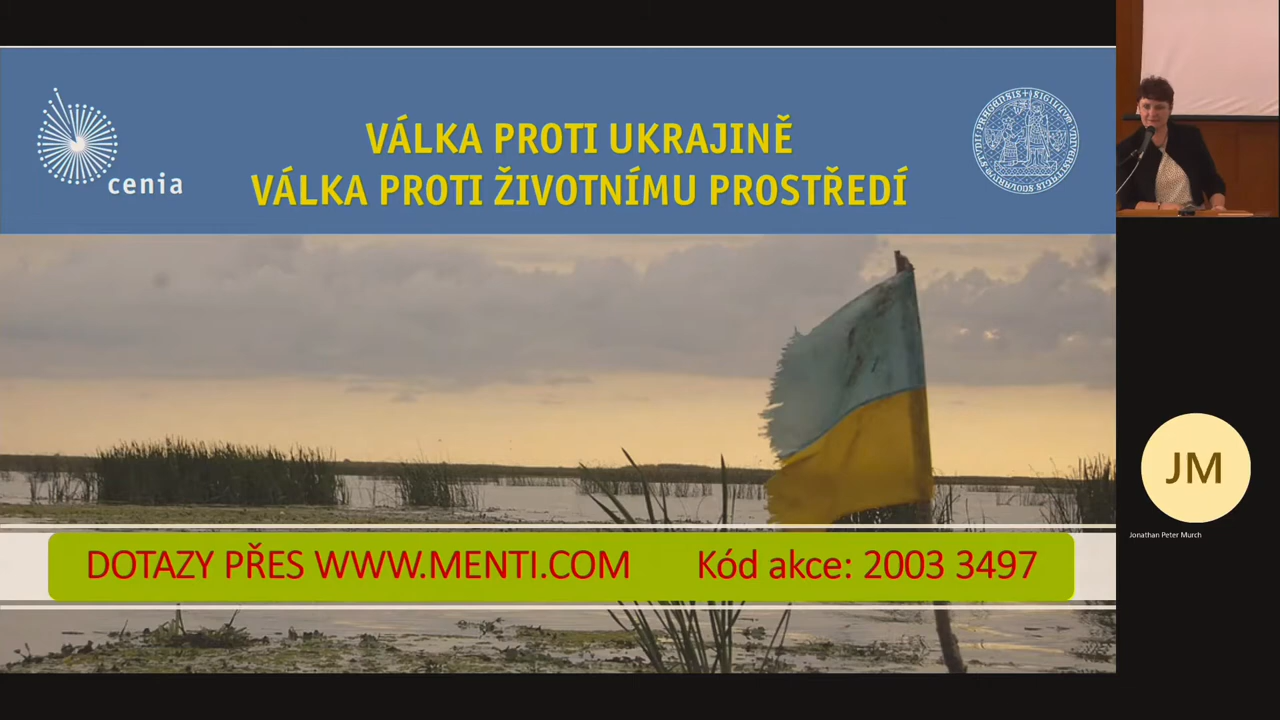 cenia
VÁLKA PROTI UKRAJINĚ
VÁLKA PROTI ŽIVOTNÍMU PROSTŘEDÍ
DOTAZY PŘES WWW.MENTI.COM Kód akce: 2003 3497
JM
Jonathan Peter Murch